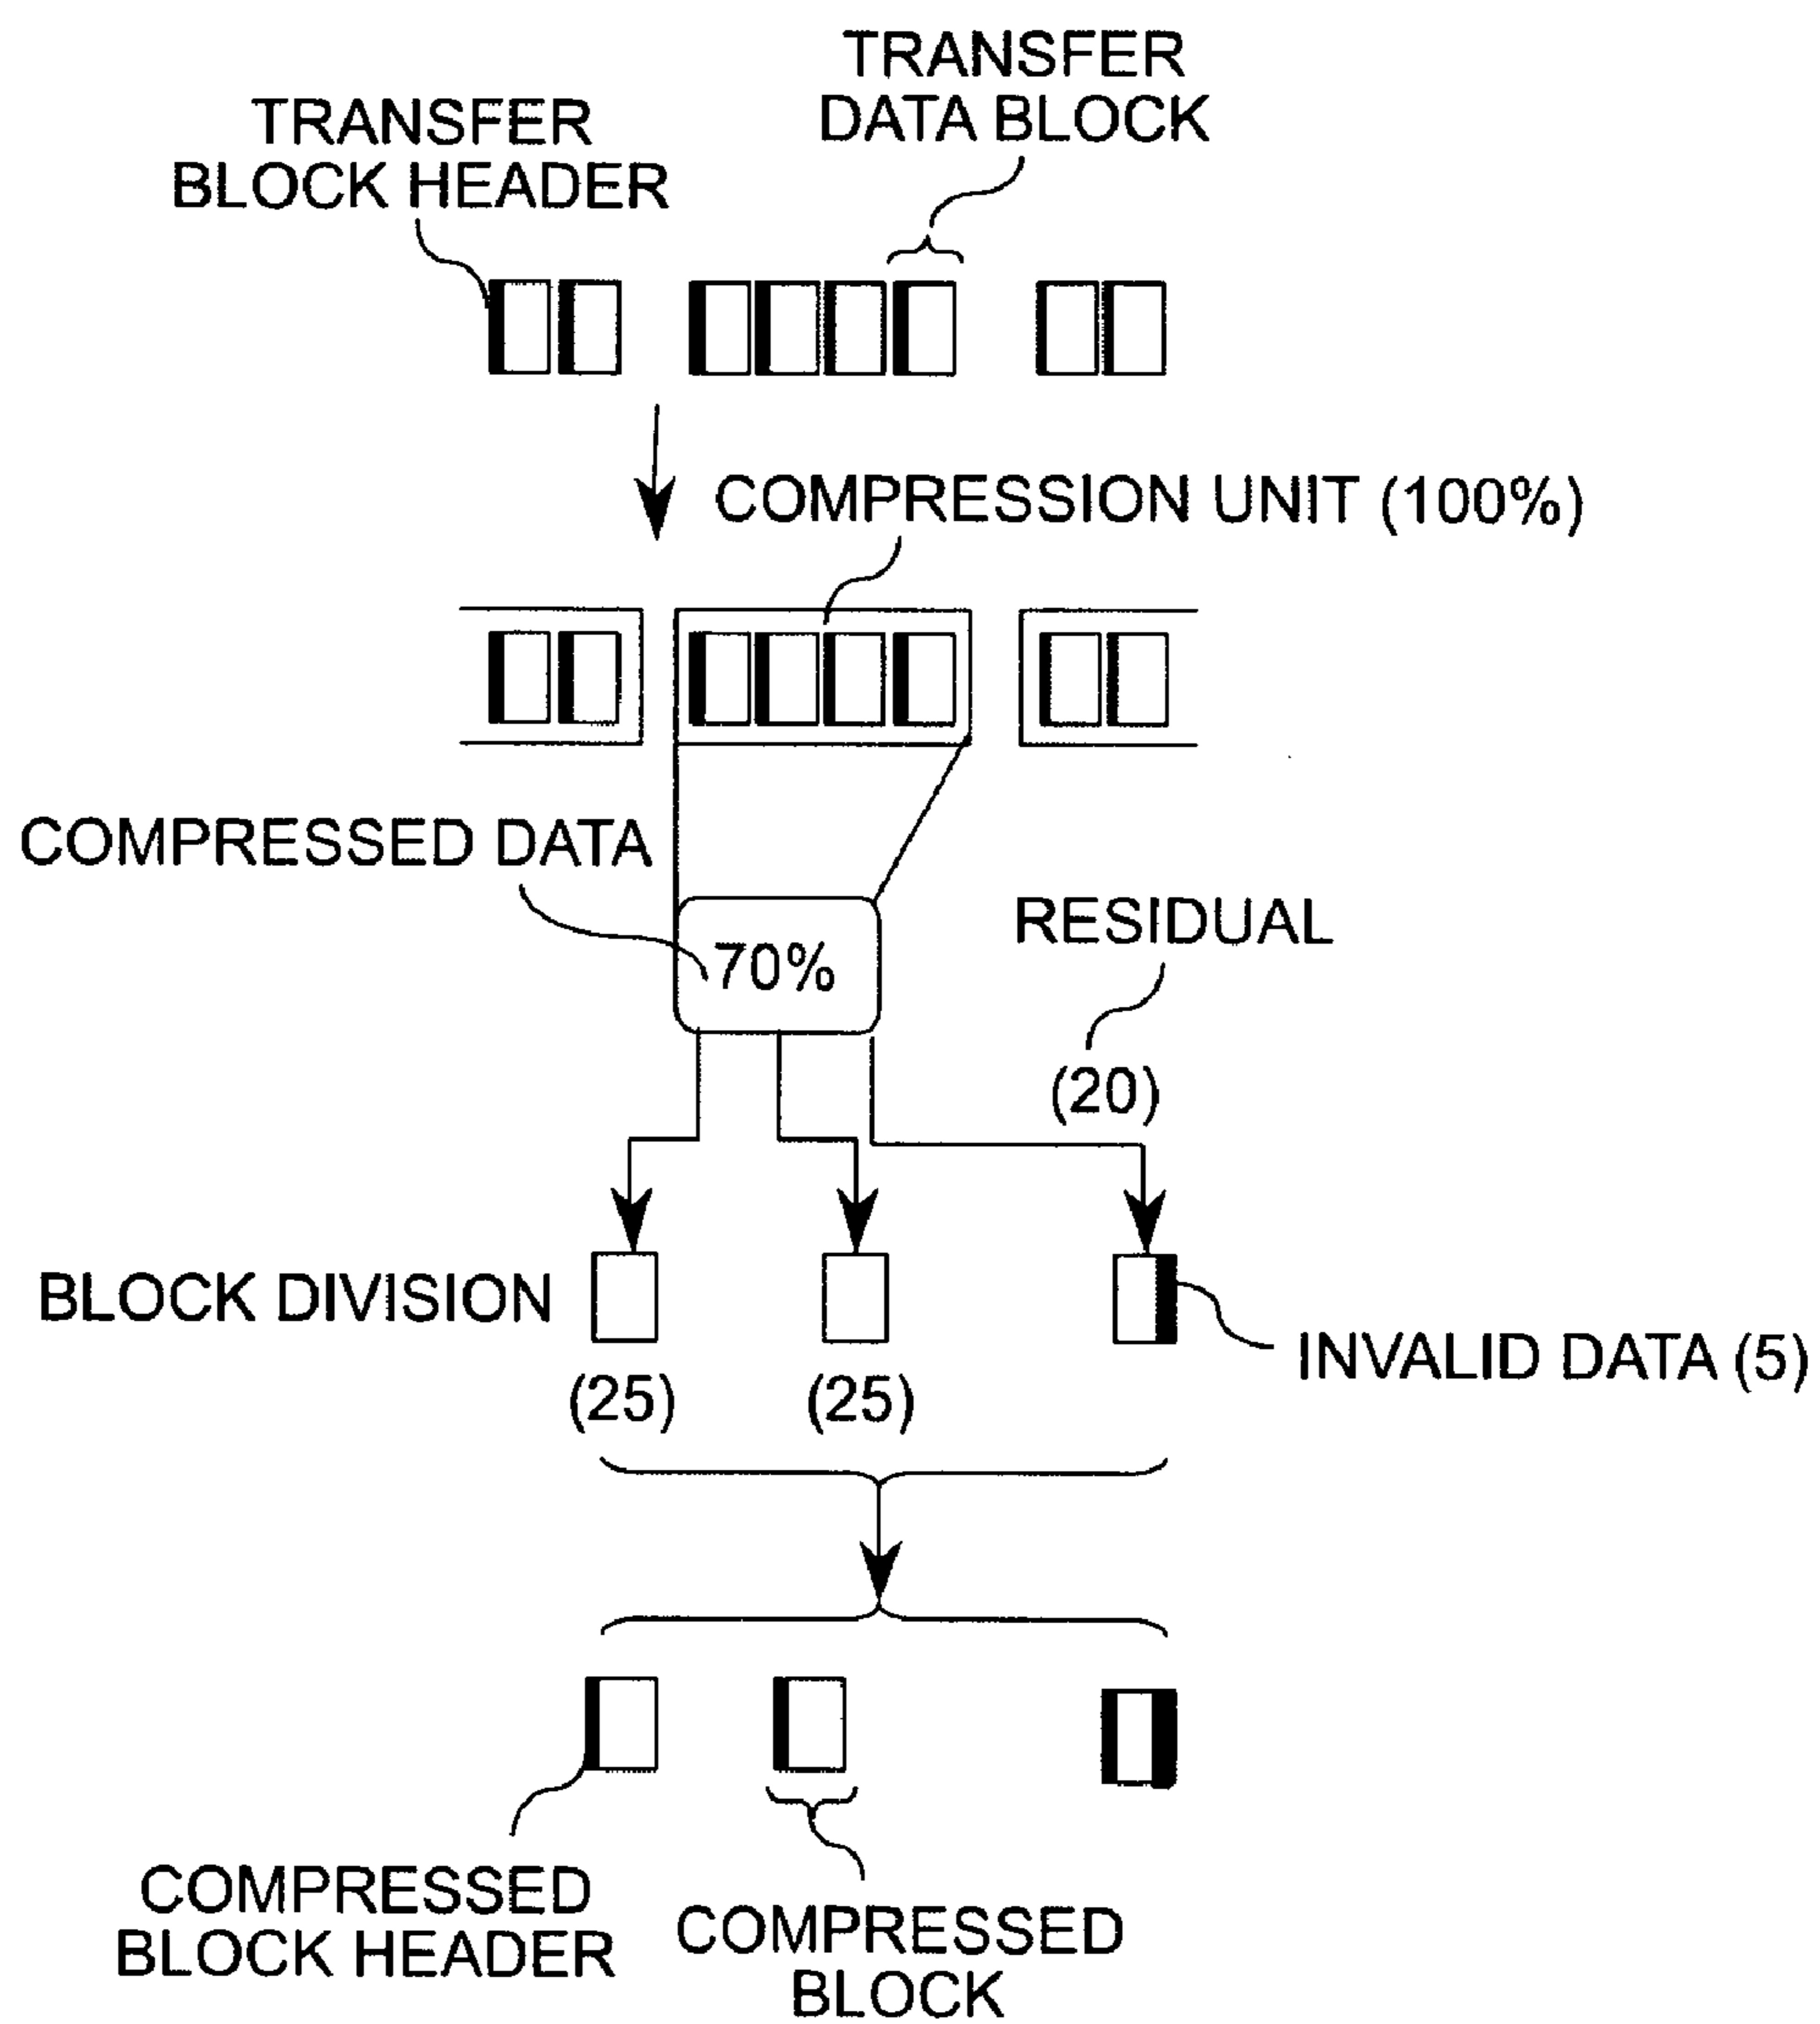 TRANSFER
DATA BLOCK
TRANSFER
BLOCK HEADER
COMPRESSION UNIT (100%)
COMPRESSED DATA
70%
RESIDUAL
(20)
BLOCK DIVISION
INVALID DATA (5)
(25)
(25)
COMPRESSED
BLOCK HEADER
COMPRESSED
BLOCK